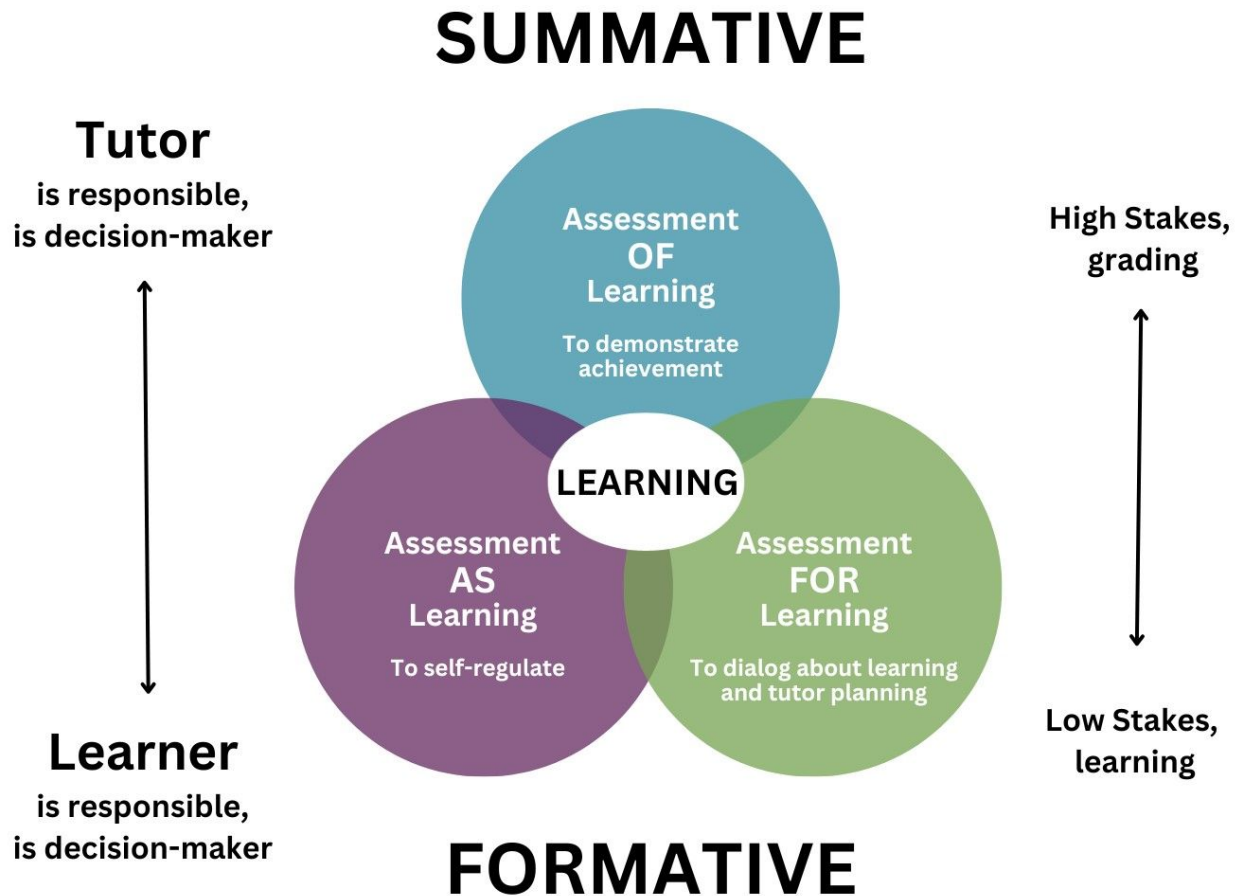 SUMMATIVE
Tutor
is responsible,
is decision-maker
Assessment
OF
Learning
To demonstrate
achievement
High Stakes,
grading
LEARNING
Assessment
AS
Learning
To self-regulate
Assessment
FOR
Learning
To dialog about learning
and tutor planning
Learner
is responsible,
is decision-maker
Low Stakes,
learning
FORMATIVE